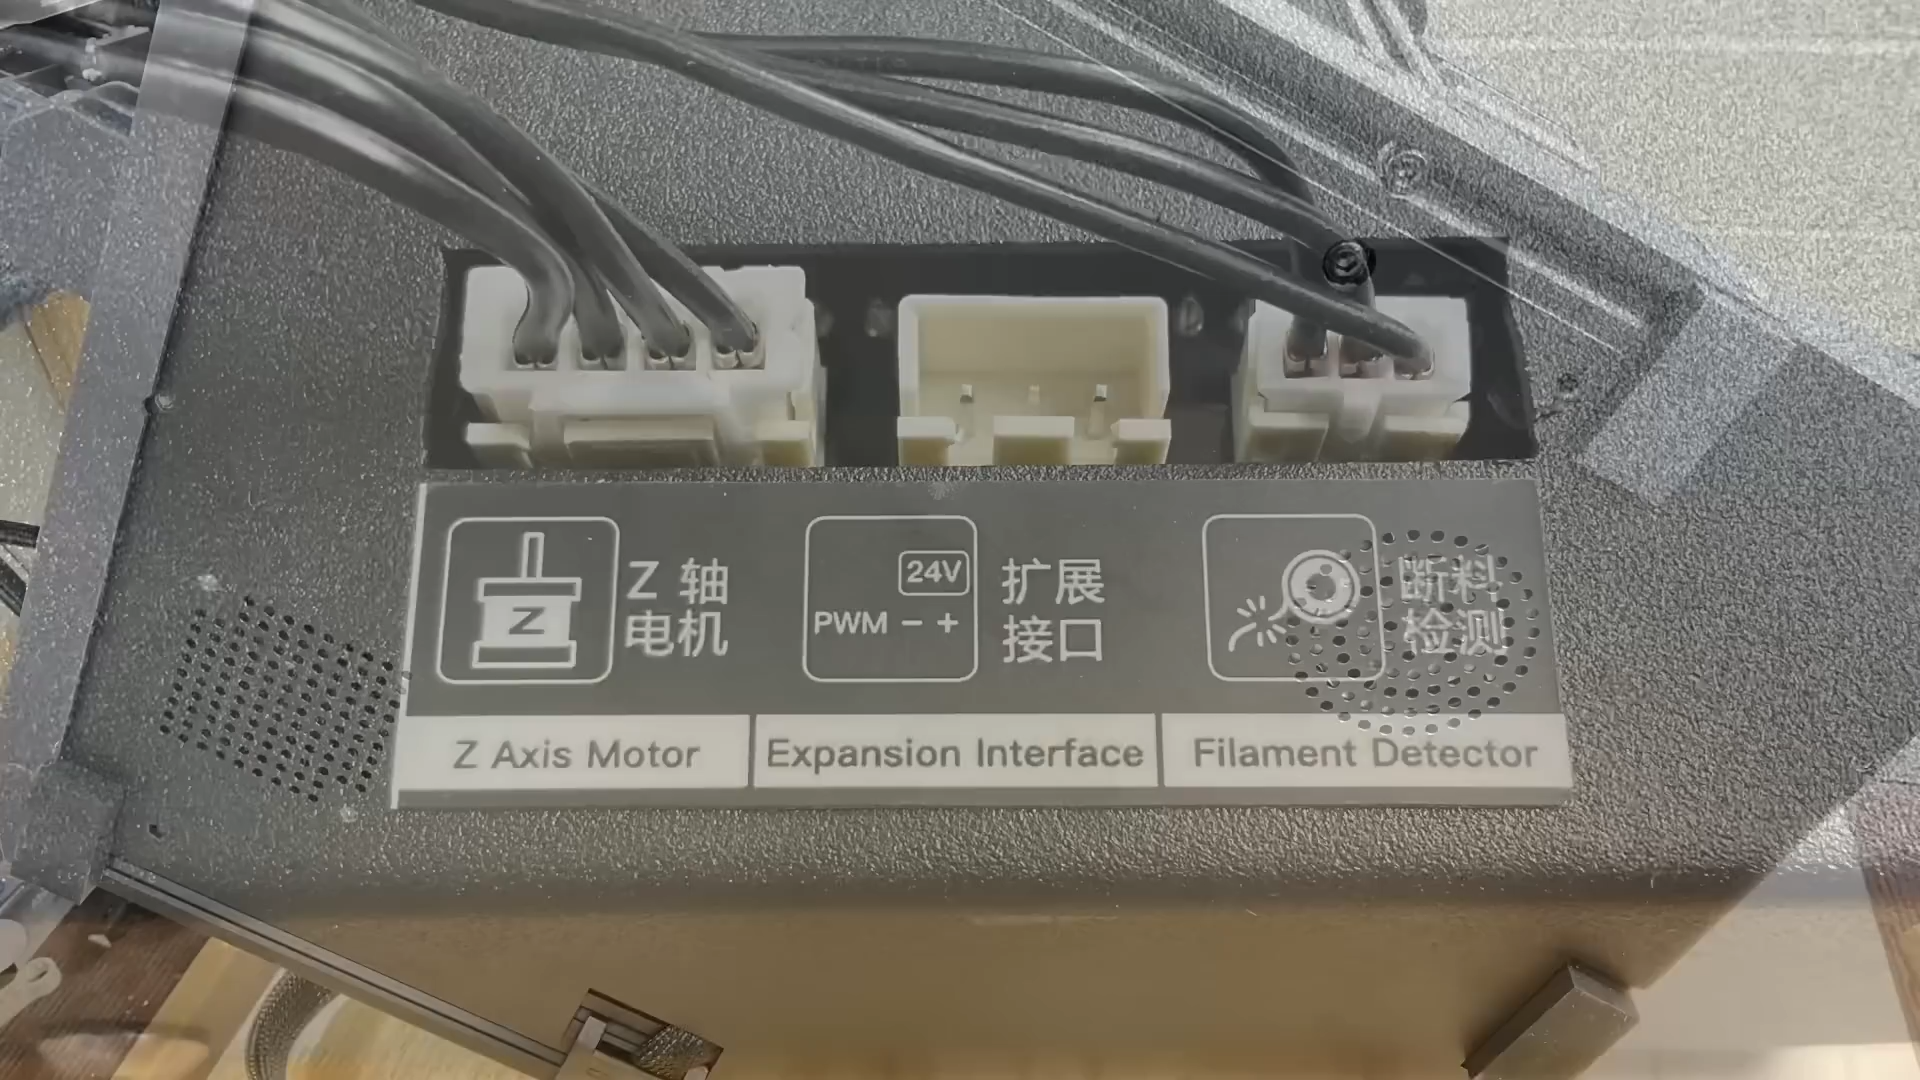 Z 轴
电机
Z
24V
PWM - +
扩展
接口
断料
检测
Z Axis Motor
Expansion Interface
Filament Detector